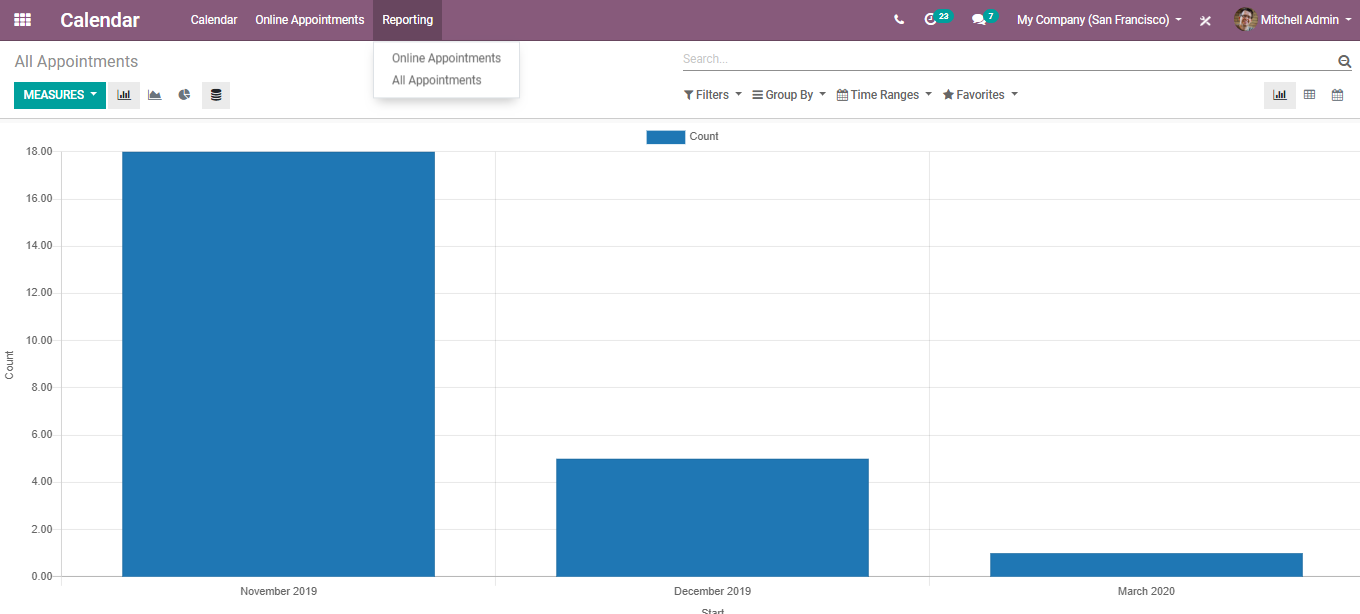 Calendar Calendar Online Appointments Reporting 23 7 My Company (San Francisco) Mitchell Admin
Online Appointments
All Appointments
All Appointments
Search...
MEASURES
Filters Group By Time Ranges Favorites
Count
18.00
16.00
14.00
12.00
10.00
8.00
6.00
4.00
2.00
0.00
Count
November 2019 December 2019 March 2020
Start